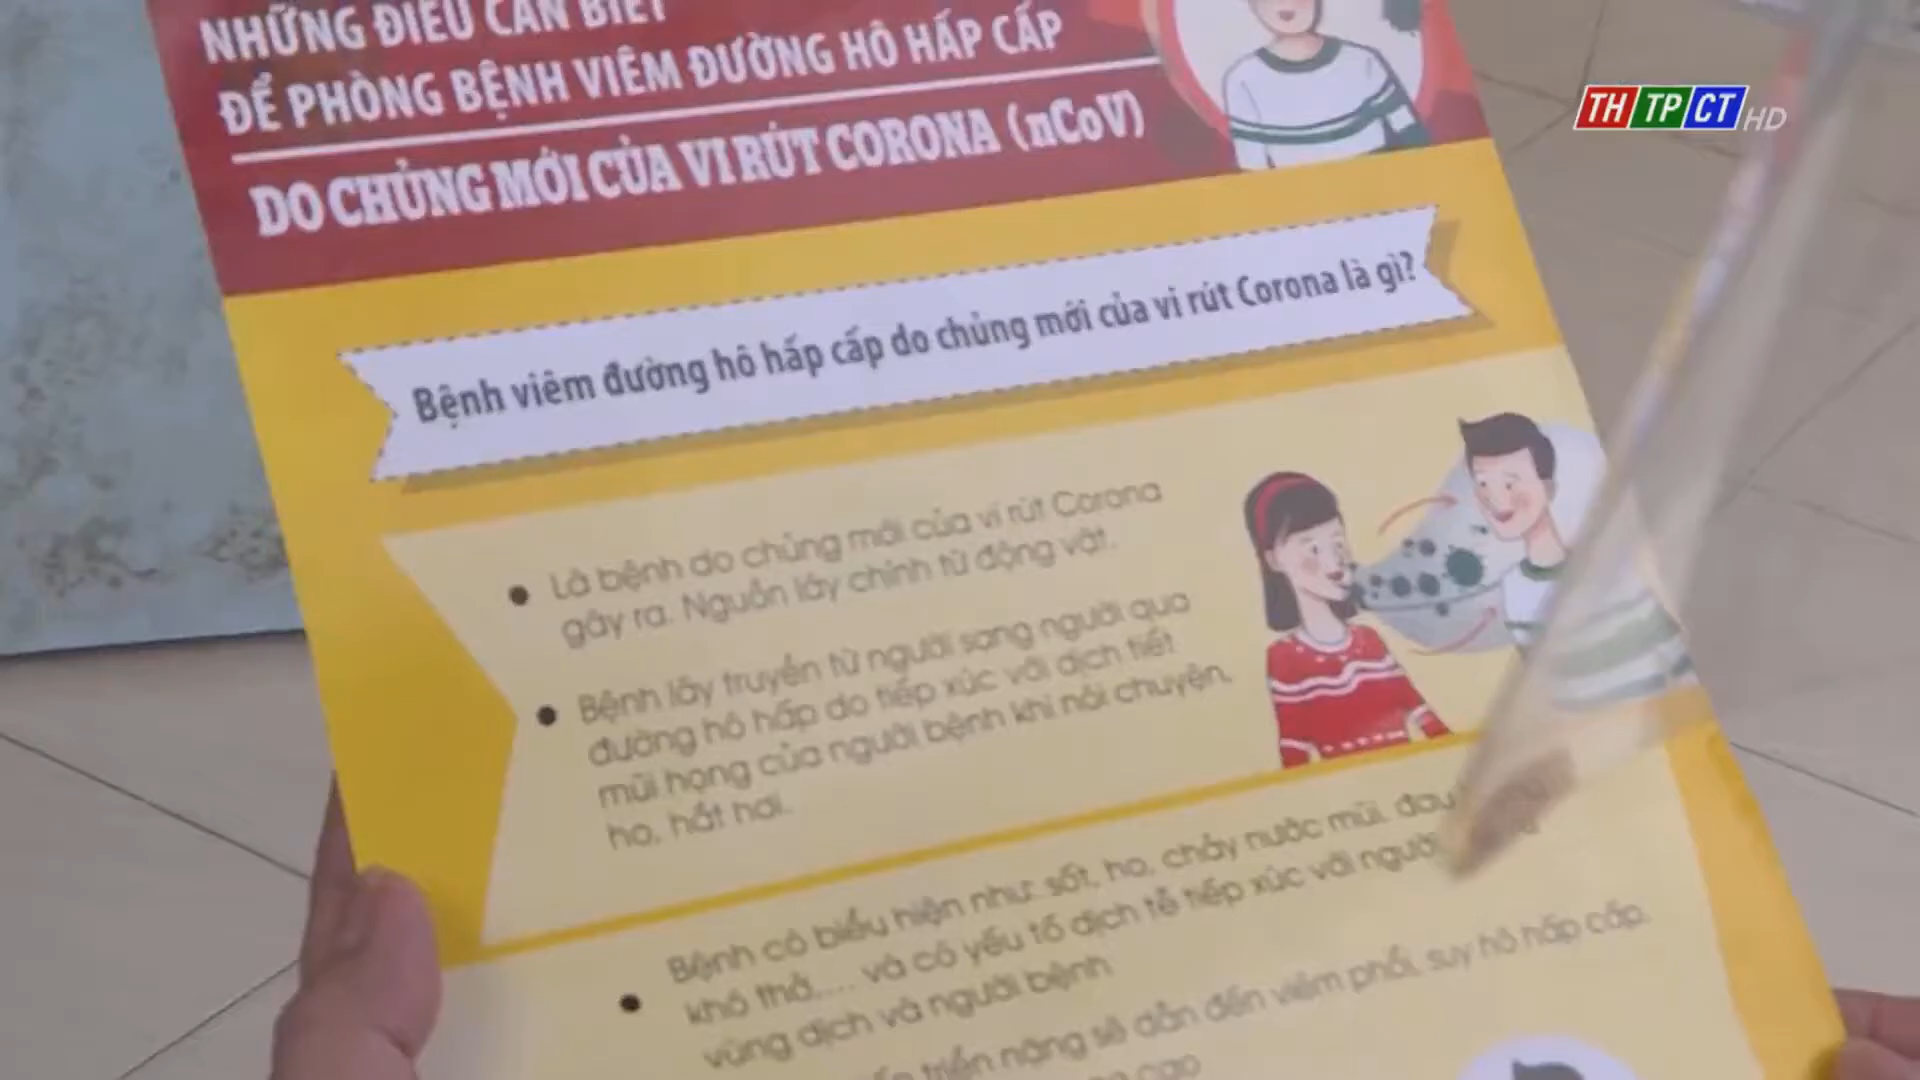 NHỮNG ĐIỀU CẦN BIẾT
ĐỂ PHÒNG BỆNH VIÊM ĐƯỜNG HÔ HẤP CẤP
DO CHỦNG MỚI CỦA VI RÚT CORONA (nCoV)
TH TP CT HD
Bệnh viêm đường hô hấp cấp do chủng mới của vi rút Corona là gì?
Là bệnh do chủng mới của vi rút Corona
gây ra. Nguồn lây chính từ động vật.
Bệnh lây truyền từ người sang người qua
đường hô hấp do tiếp xúc với dịch tiết
mũi họng của người bệnh khi nói chuyện,
ho, hắt hơi.
Bệnh có biểu hiện như: sốt, ho, chảy nước mũi, đau
khó thở.... và có yếu tố dịch tễ tiếp xúc với người
vùng dịch và người bệnh
triển nặng sẽ dẫn đến viêm phổi, suy hô hấp cấp.